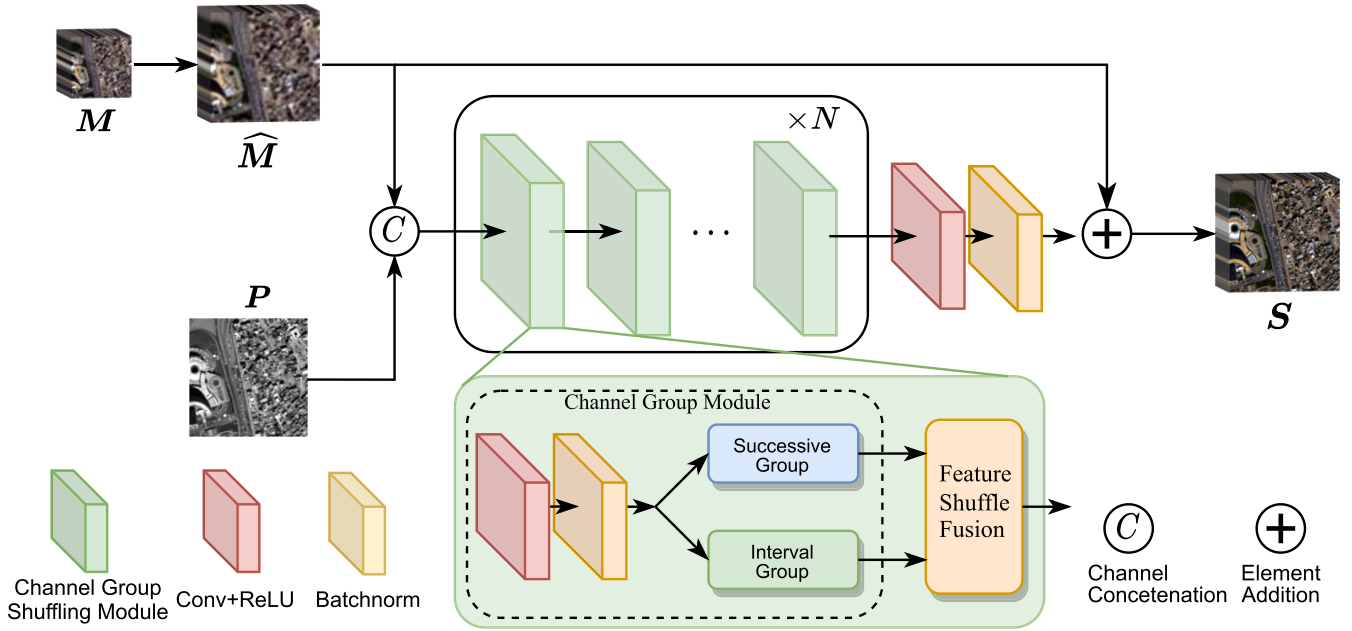 M
M̂
×N
C
P
···
S
Channel Group Module
Successive
Group
Interval
Group
Feature
Shuffle
Fusion
Channel Group
Shuffling Module
Conv+ReLU
Batchnorm
C
Channel
Concetenation
Element
Addition